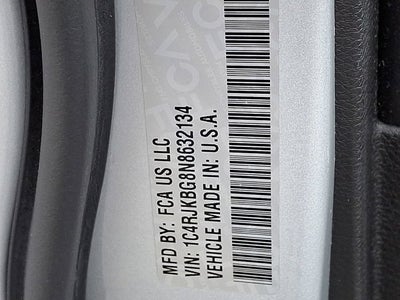 MFD BY: FCA US LLC
VIN: 1C4RJKBG8N8632134
VEHICLE MADE IN: U.S.A.